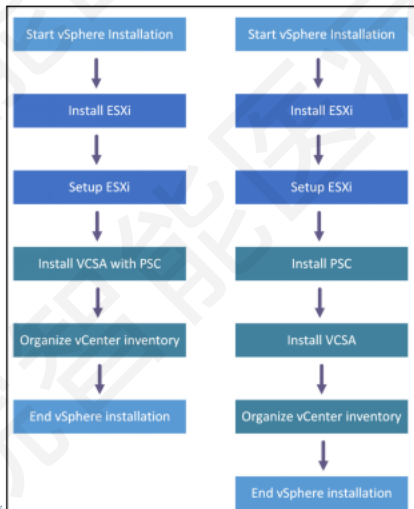 Start vSphere Installation
Install ESXi
Setup ESXi
Install VCSA with PSC
Organize vCenter inventory
End vSphere installation
Start vSphere Installation
Install ESXi
Setup ESXi
Install PSC
Install VCSA
Organize vCenter inventory
End vSphere installation